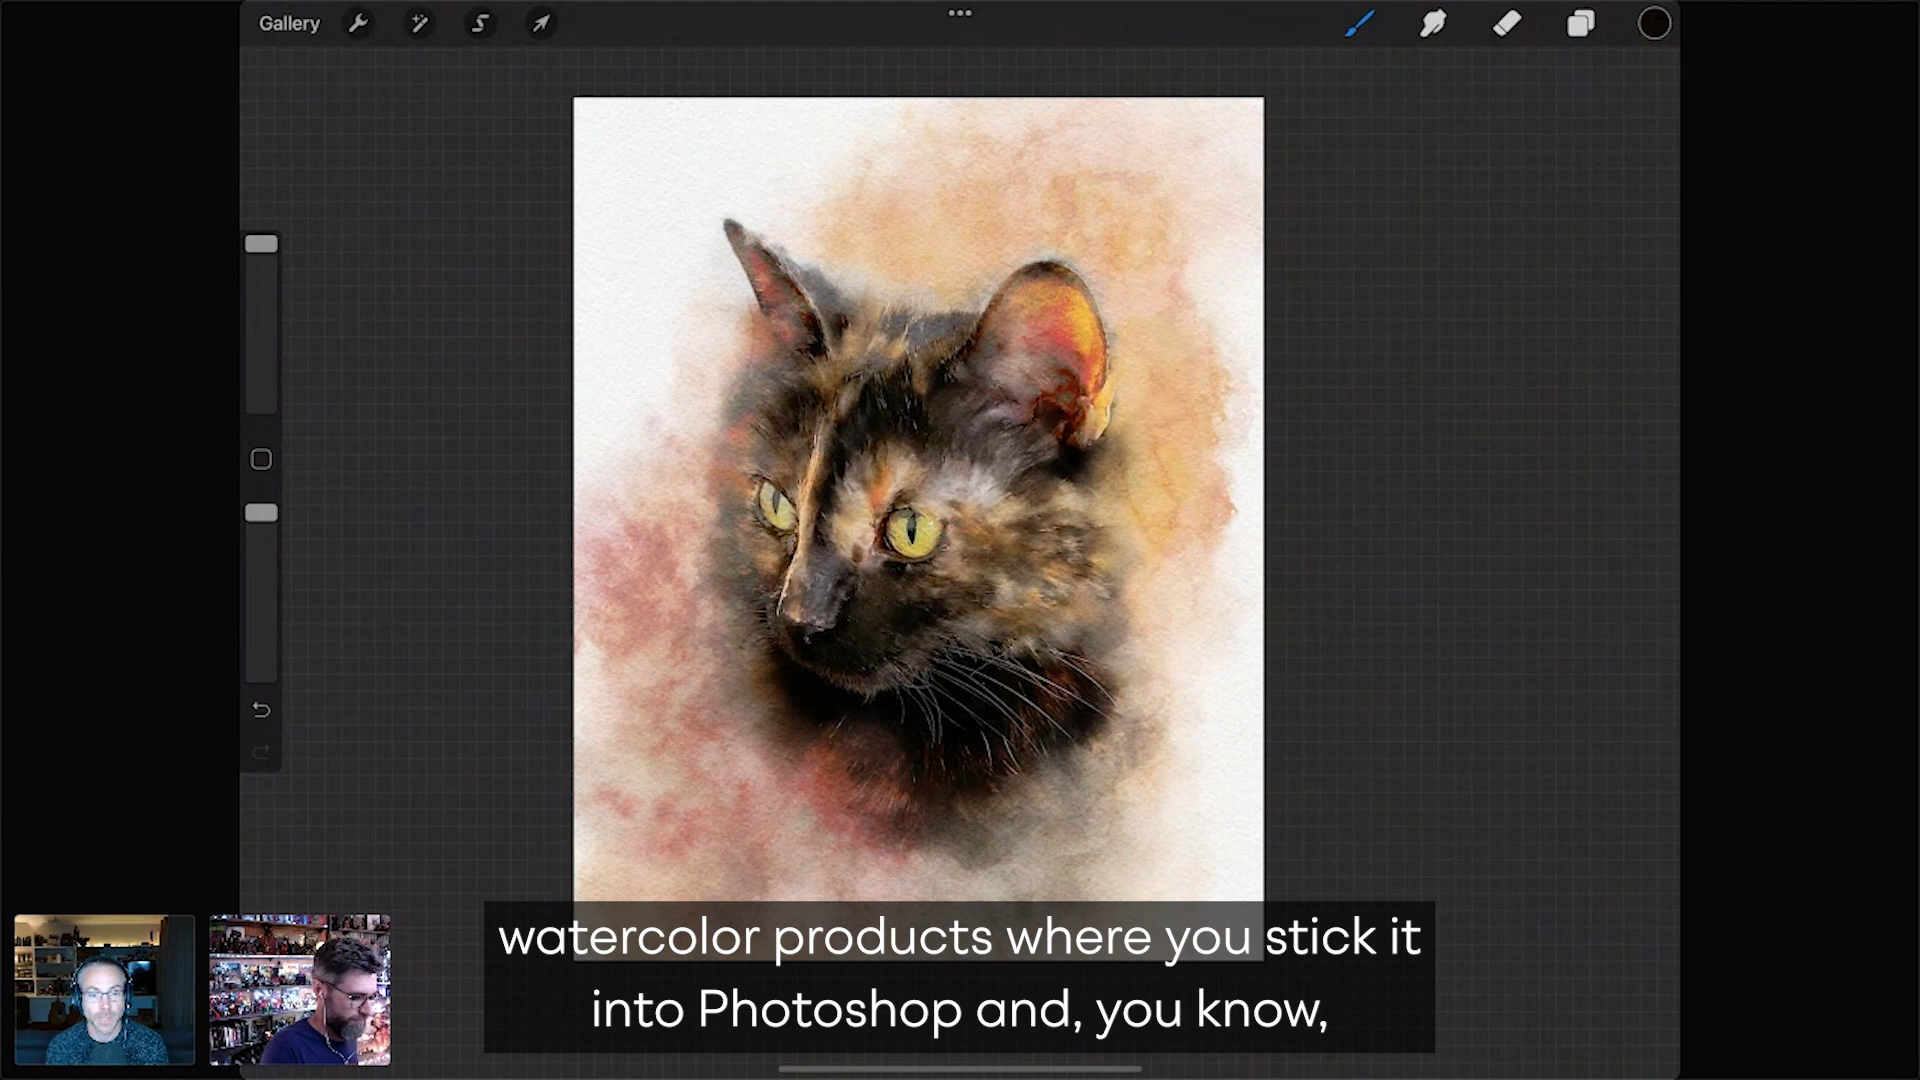 Gallery
watercolor products where you stick it
into Photoshop and, you know,